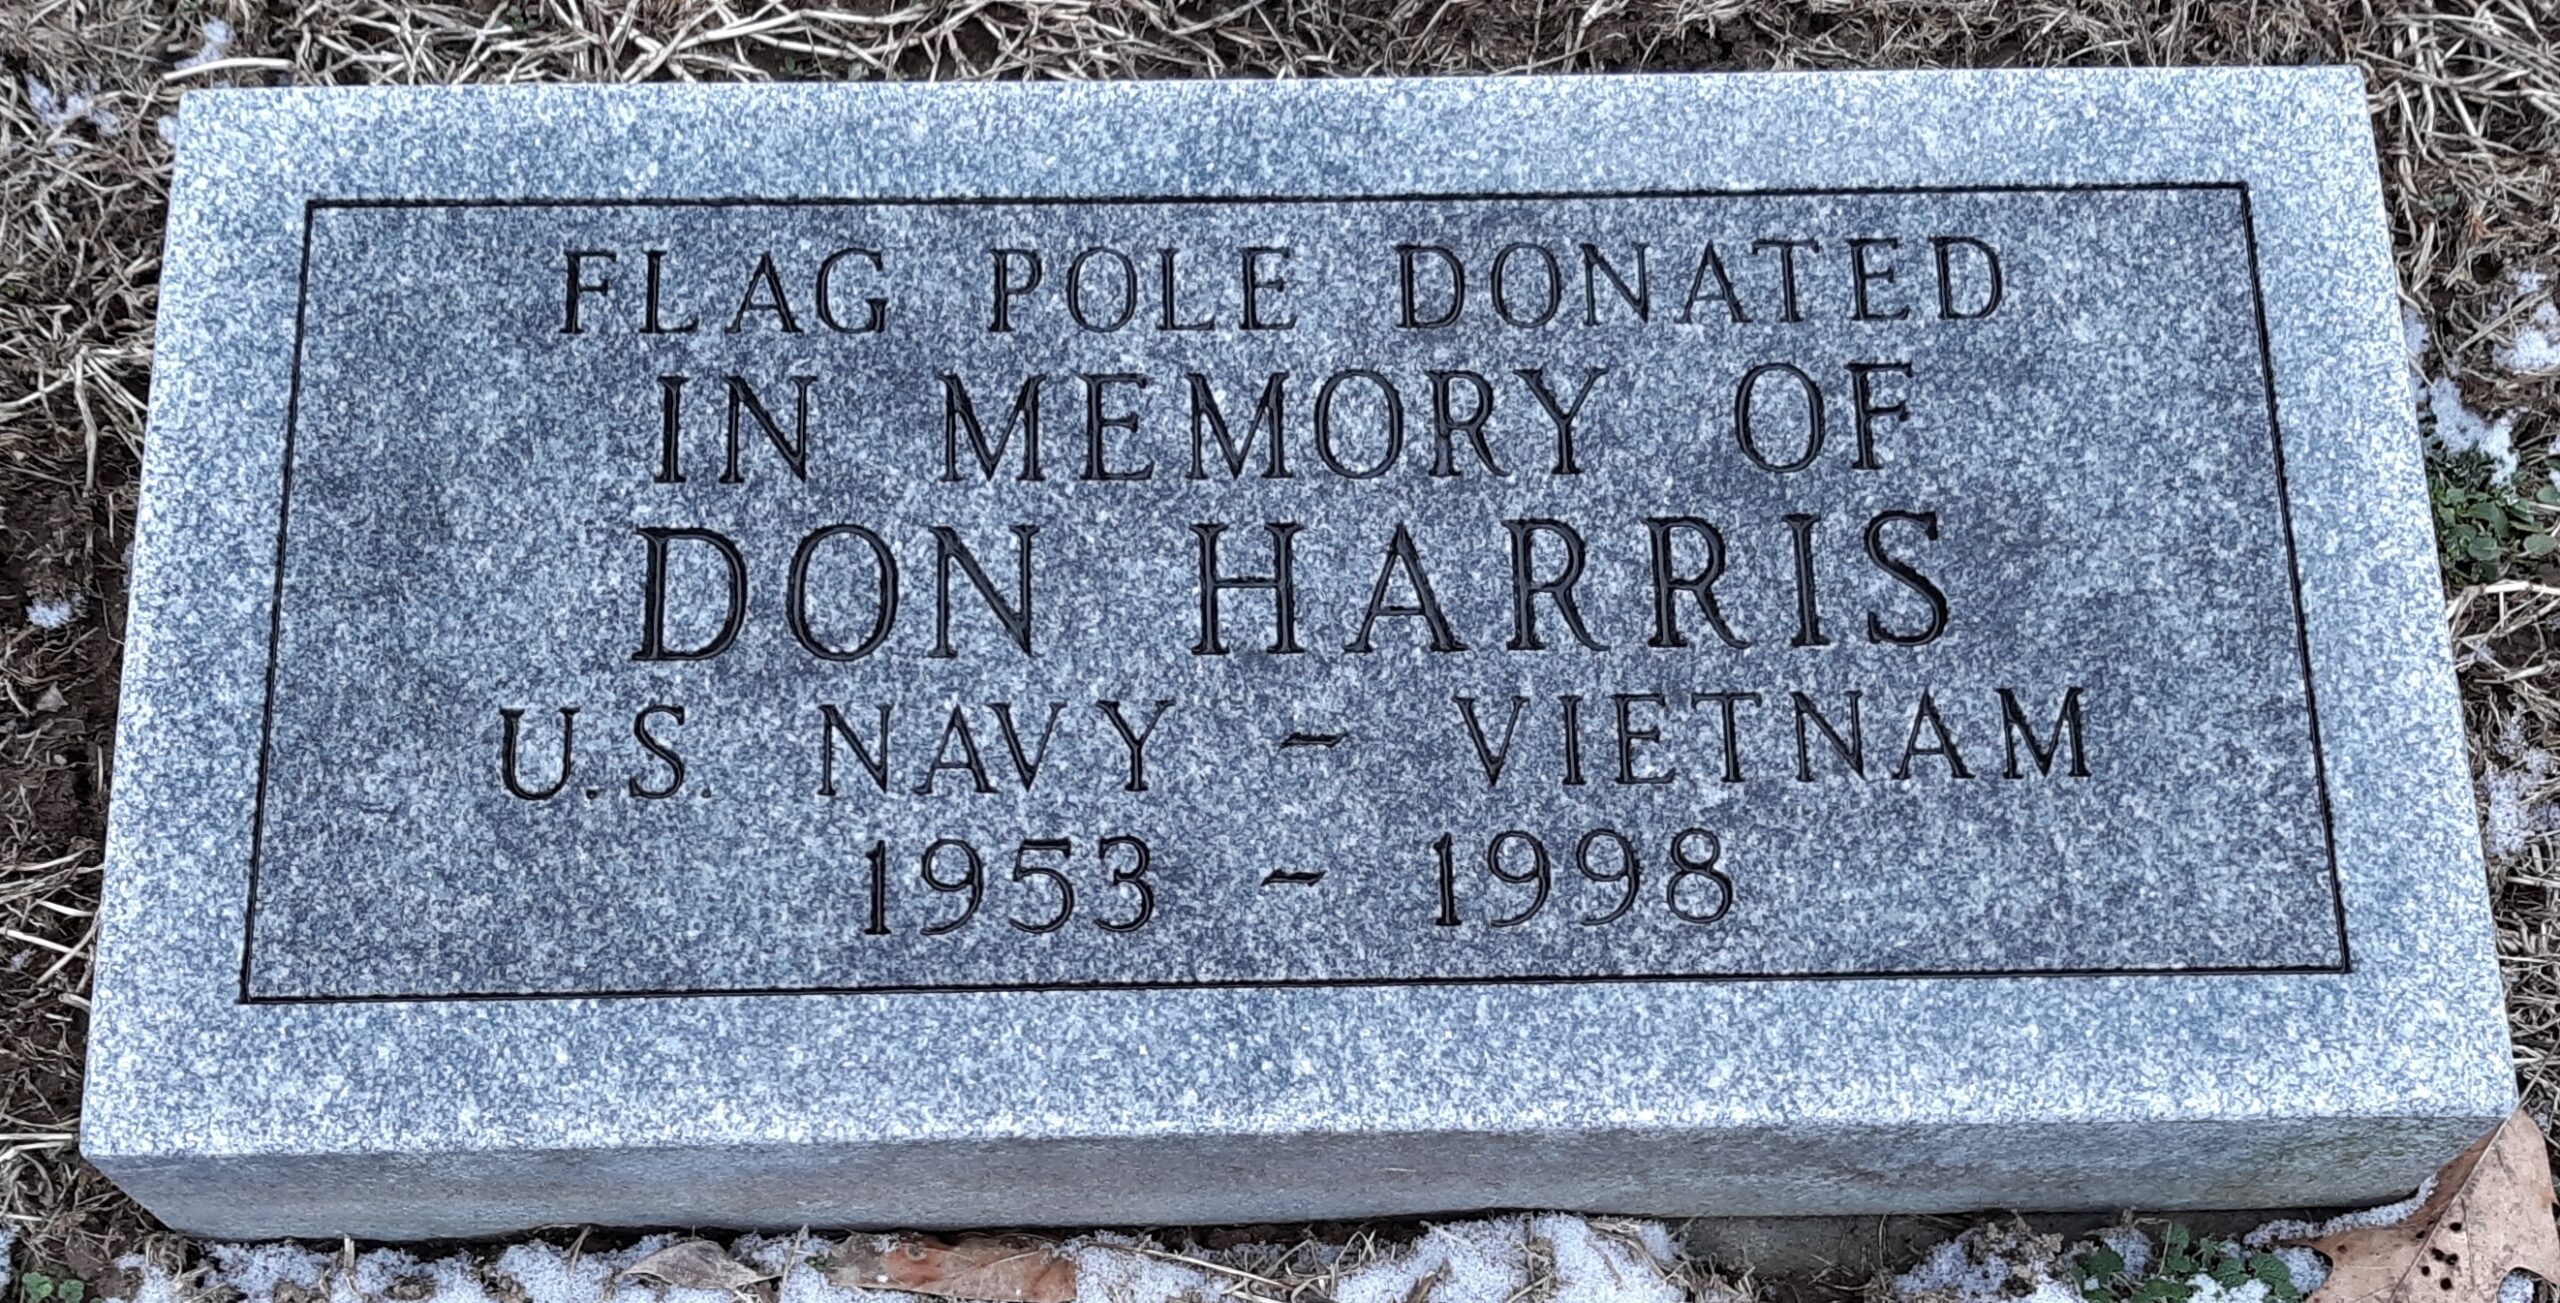 FLAG POLE DONATED
IN MEMORY OF
DON HARRIS
U.S. NAVY - VIETNAM
1953 - 1998